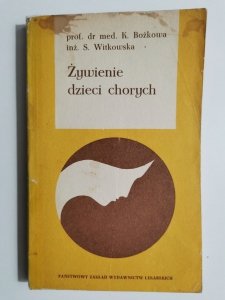 prof. dr med. K. Bożkowa
inż. S. Witkowska
Żywienie
dzieci chorych
PAŃSTWOWY ZAKŁAD WYDAWNICTW LEKARSKICH